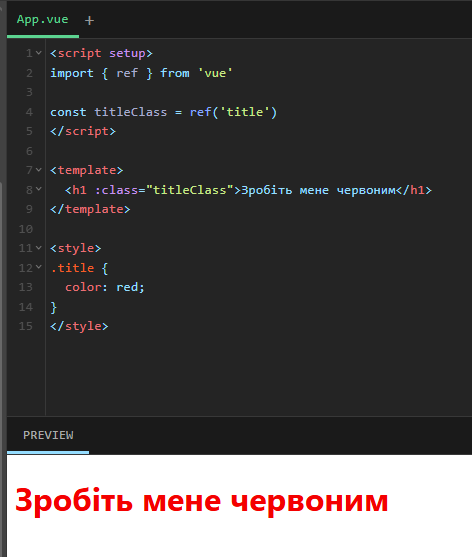 App.vue +
1 <script setup>
2 import { ref } from 'vue'
3
4 const titleClass = ref('title')
5 </script>
6
7 <template>
8   <h1 :class="titleClass">Зробіть мене червоним</h1>
9 </template>
10
11 <style>
12 .title {
13   color: red;
14 }
15 </style>
PREVIEW
Зробіть мене червоним